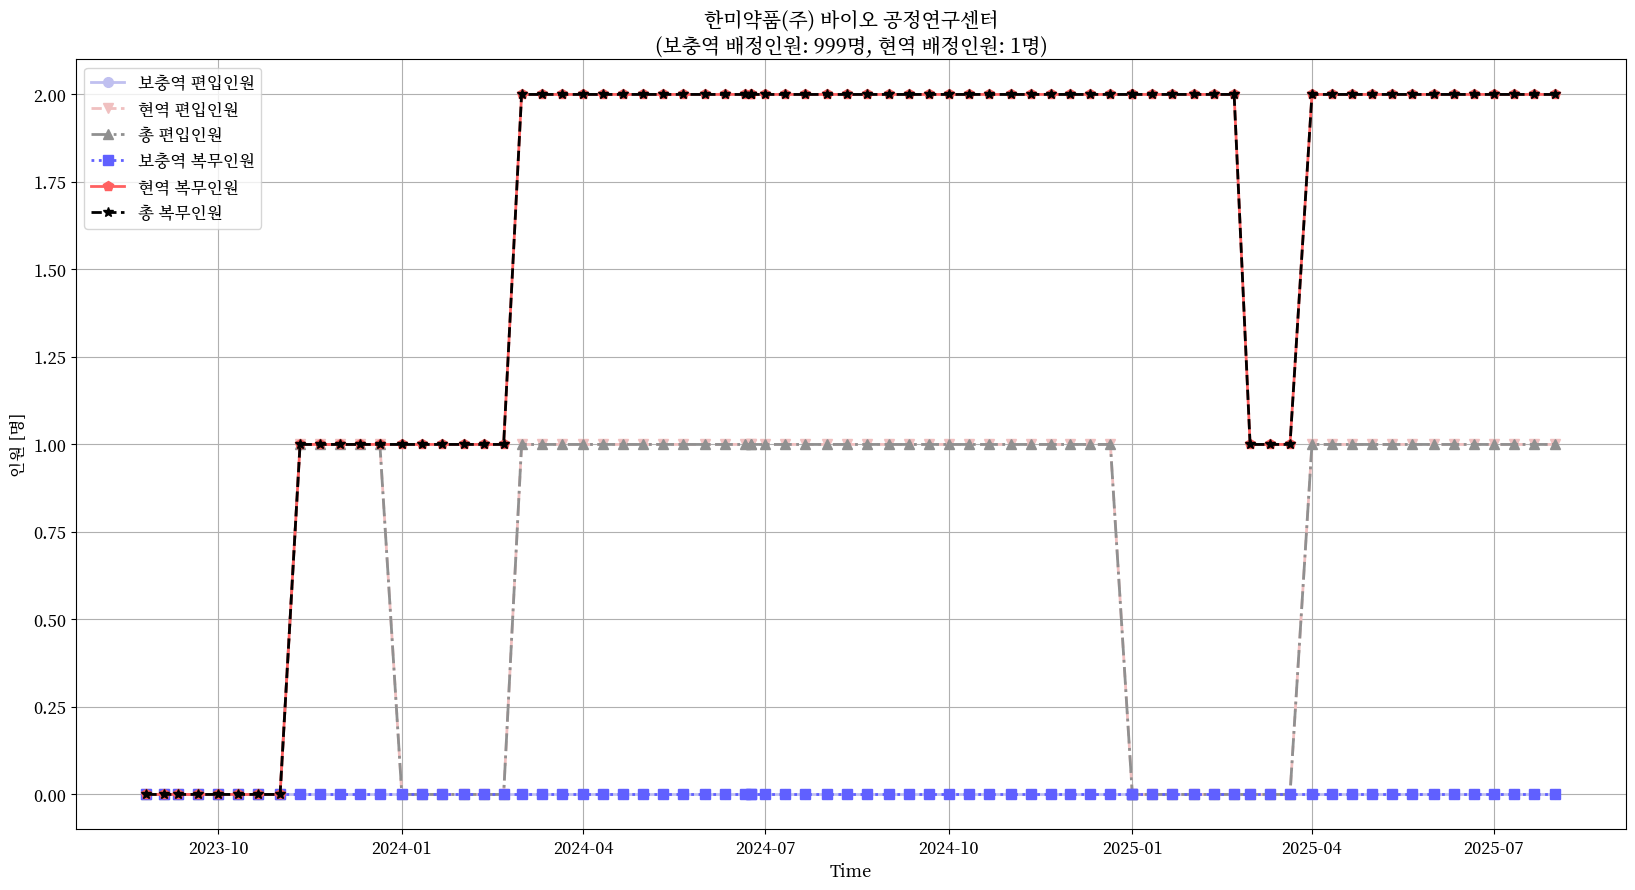 한미약품(주) 바이오 공정연구센터
(보충역 배정인원: 999명, 현역 배정인원: 1명)
보충역 편입인원
현역 편입인원
총 편입인원
보충역 복무인원
현역 복무인원
총 복무인원
인원 [명]
2.00
1.75
1.50
1.25
1.00
0.75
0.50
0.25
0.00
2023-10
2024-01
2024-04
2024-07
2024-10
2025-01
2025-04
2025-07
Time